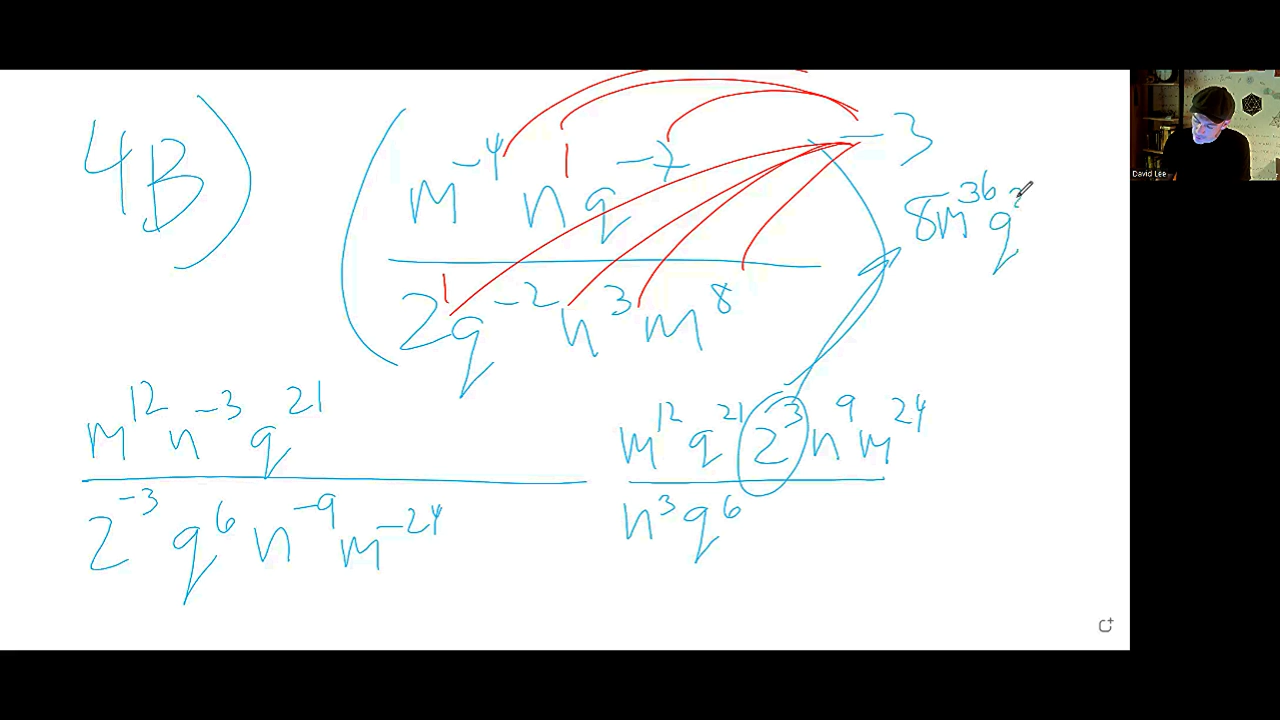 4B) (m^-4 n^1 q^-7 / 2^1 q^-2 n^3 m^8)^-3
8m^36 q
m^12 n^-3 q^21 / 2^-3 q^6 n^-9 m^-24
m^12 q^21 2^3 n^9 m^24 / n^3 q^6
David Lee